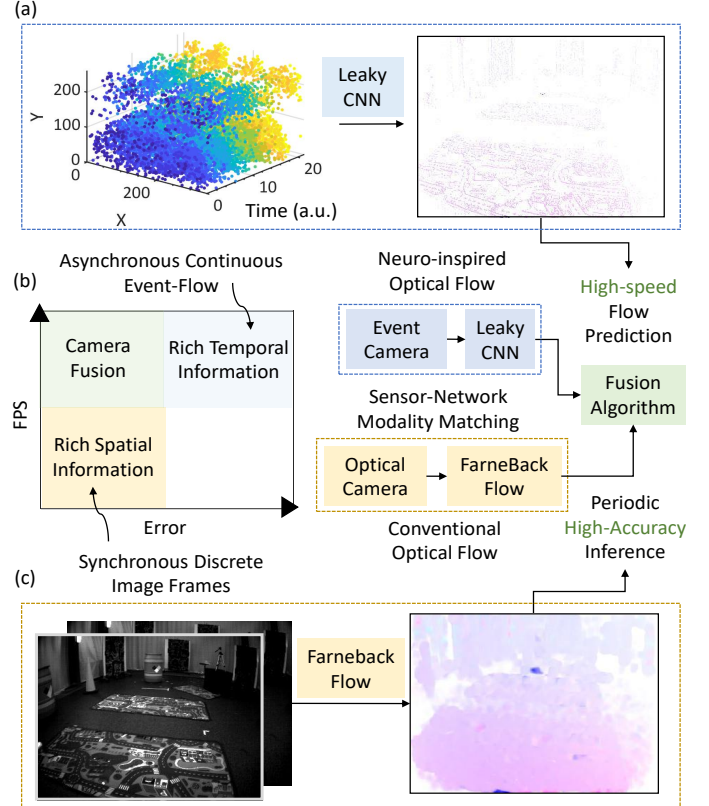 (a)
200
100
0
Y
0
200
X
0
10
20
Time (a.u.)
Leaky
CNN
Asynchronous Continuous
Event-Flow
(b)
FPS
Camera
Fusion
Rich Temporal
Information
Rich Spatial
Information
Error
Synchronous Discrete
Image Frames
Neuro-inspired
Optical Flow
Event
Camera
Leaky
CNN
Sensor-Network
Modality Matching
Optical
Camera
FarneBack
Flow
Conventional
Optical Flow
High-speed
Flow
Prediction
Fusion
Algorithm
Periodic
High-Accuracy
Inference
(c)
Farneback
Flow